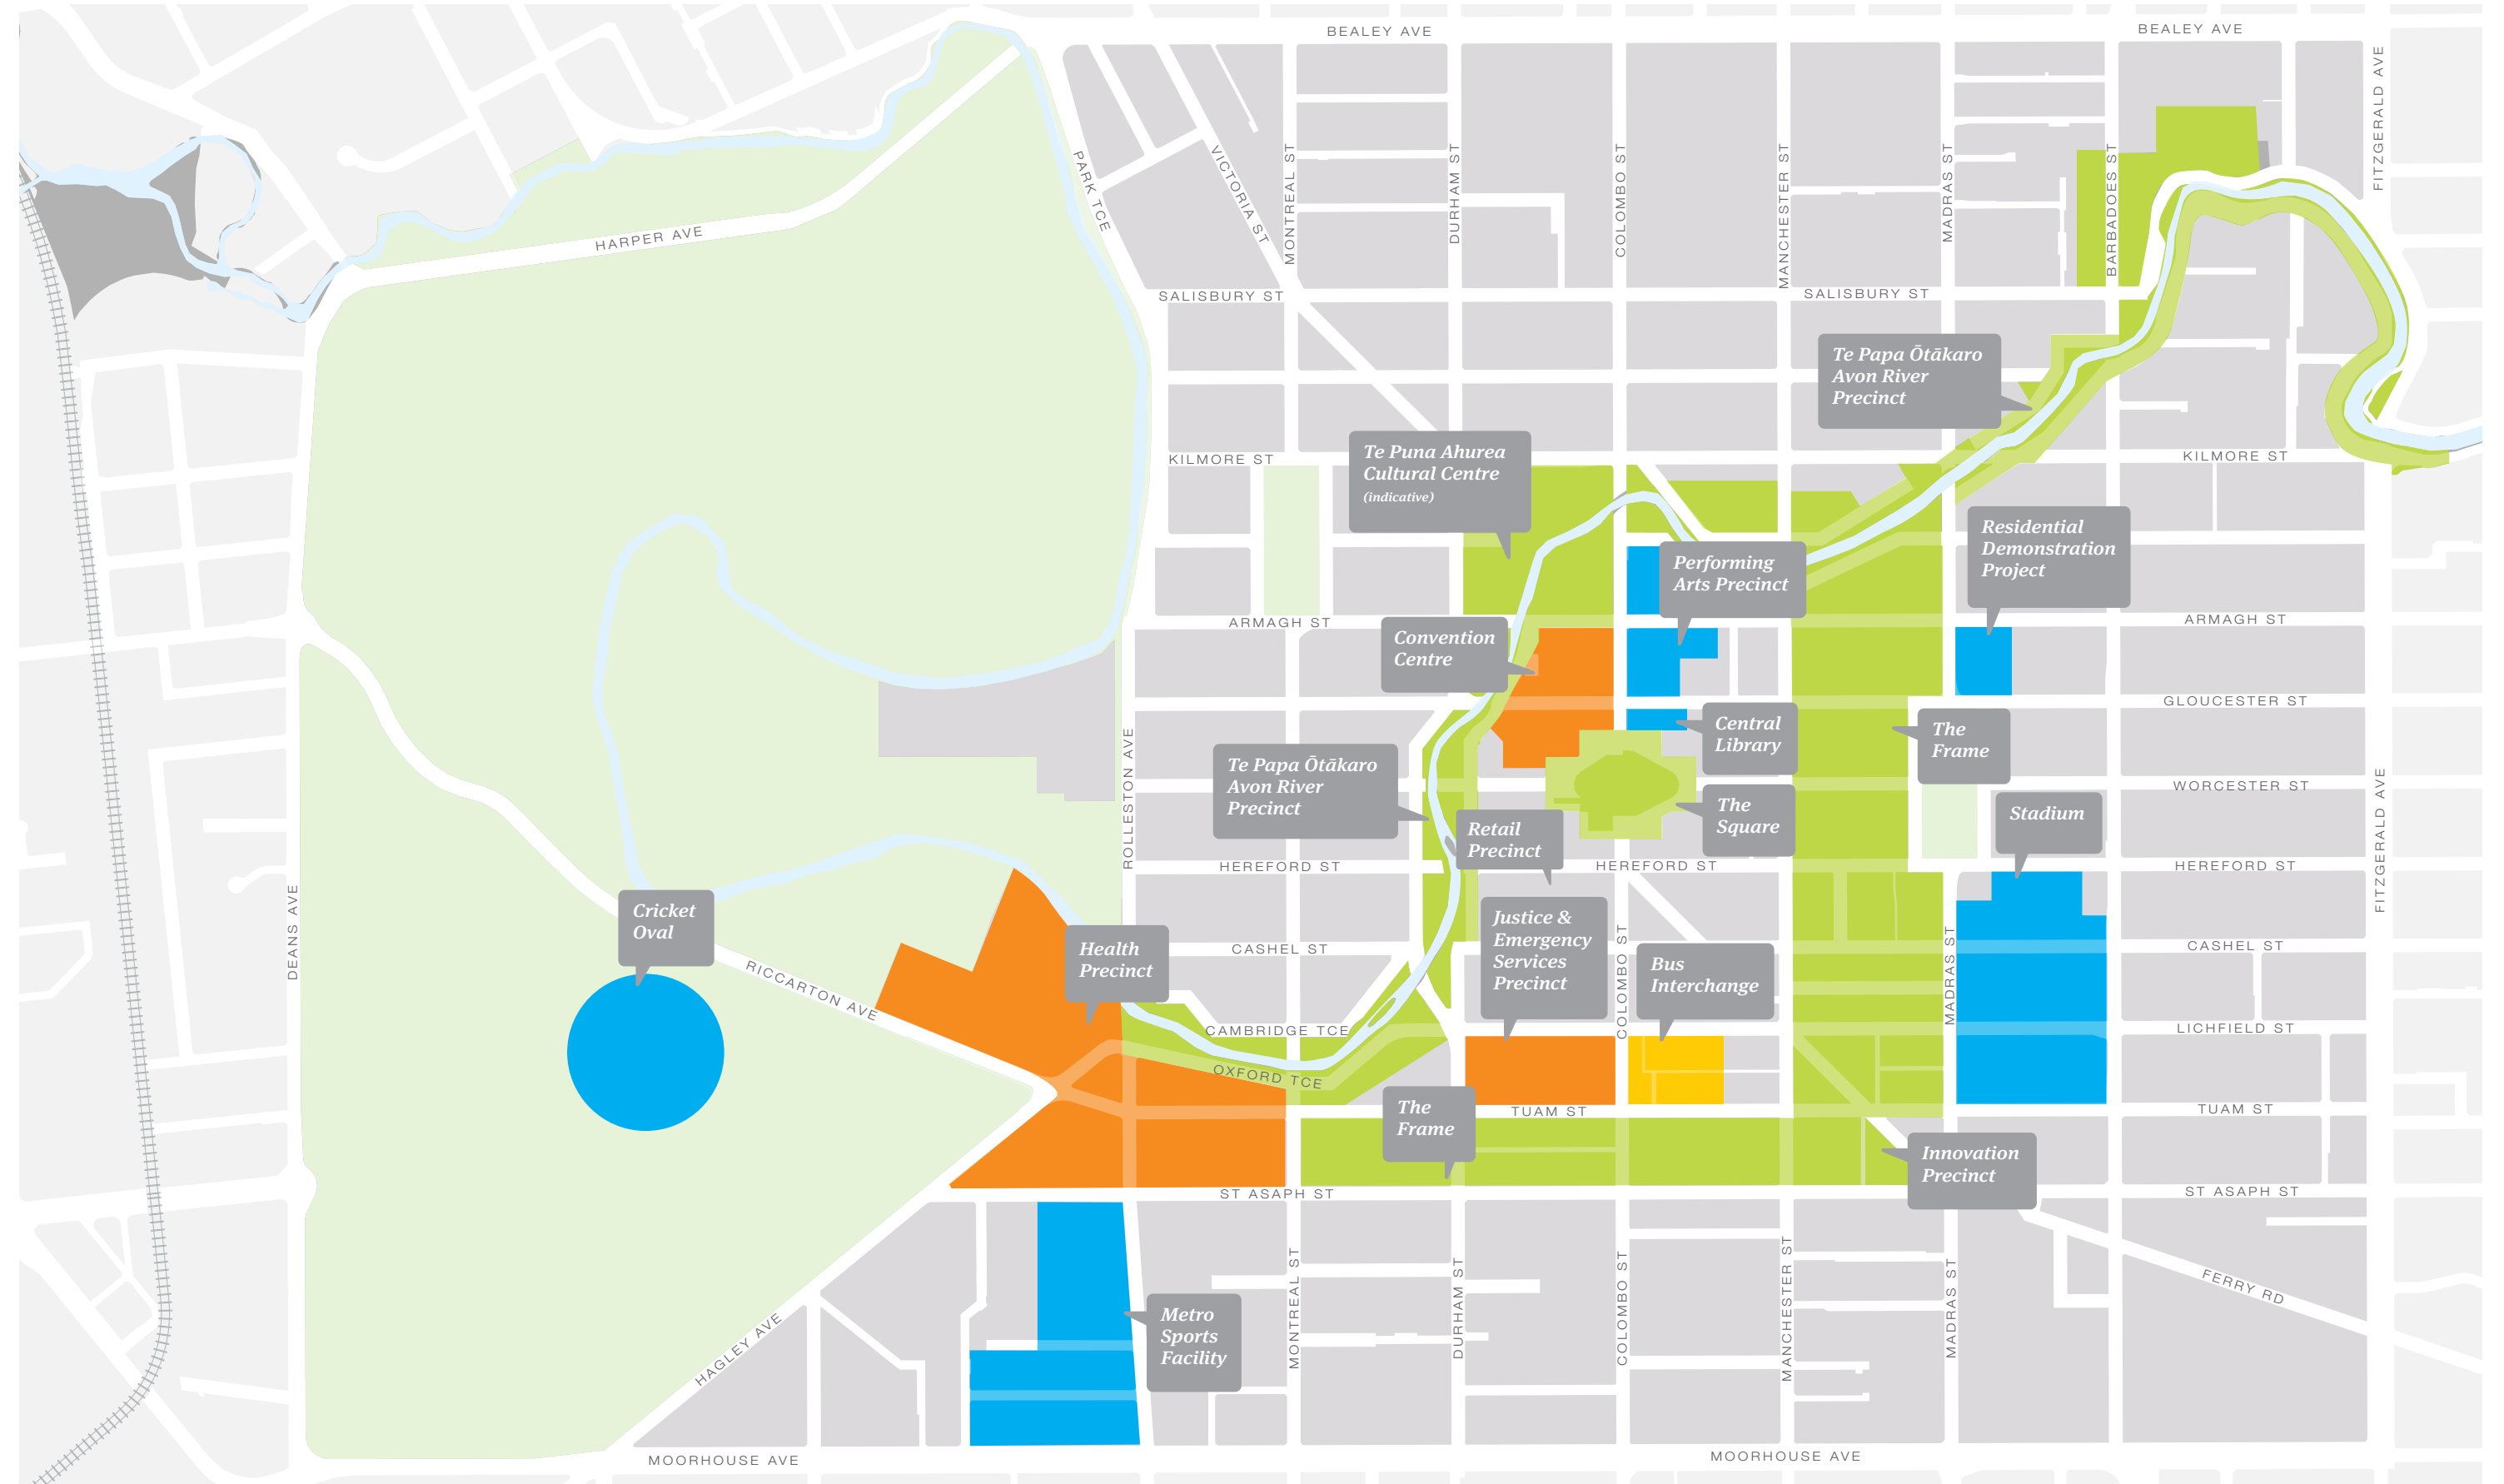 BEALEY AVE
BEALEY AVE
FITZGERALD AVE
PARK TCE
VICTORIA ST
MONTREAL ST
DURHAM ST
COLOMBO ST
MANCHESTER ST
MADRAS ST
BARBADOES ST
HARPER AVE
SALISBURY ST
SALISBURY ST
Te Papa Ōtākaro
Avon River
Precinct
KILMORE ST
Te Puna Ahurea
Cultural Centre
(indicative)
KILMORE ST
Residential
Demonstration
Project
Performing
Arts Precinct
ARMAGH ST
ARMAGH ST
Convention
Centre
GLOUCESTER ST
Central
Library
The
Frame
ROLLESTON AVE
Te Papa Ōtākaro
Avon River
Precinct
WORCESTER ST
FITZGERALD AVE
The
Square
Stadium
Retail
Precinct
HEREFORD ST
HEREFORD ST
HEREFORD ST
DEANS AVE
Cricket
Oval
Health
Precinct
CASHEL ST
Justice &
Emergency
Services
Precinct
COLOMBO ST
Bus
Interchange
MADRAS ST
CASHEL ST
RICCARTON AVE
CAMBRIDGE TCE
LICHFIELD ST
OXFORD TCE
The
Frame
TUAM ST
TUAM ST
Innovation
Precinct
ST ASAPH ST
ST ASAPH ST
MONTREAL ST
DURHAM ST
COLOMBO ST
MANCHESTER ST
MADRAS ST
FERRY RD
Metro
Sports
Facility
HAGLEY AVE
MOORHOUSE AVE
MOORHOUSE AVE